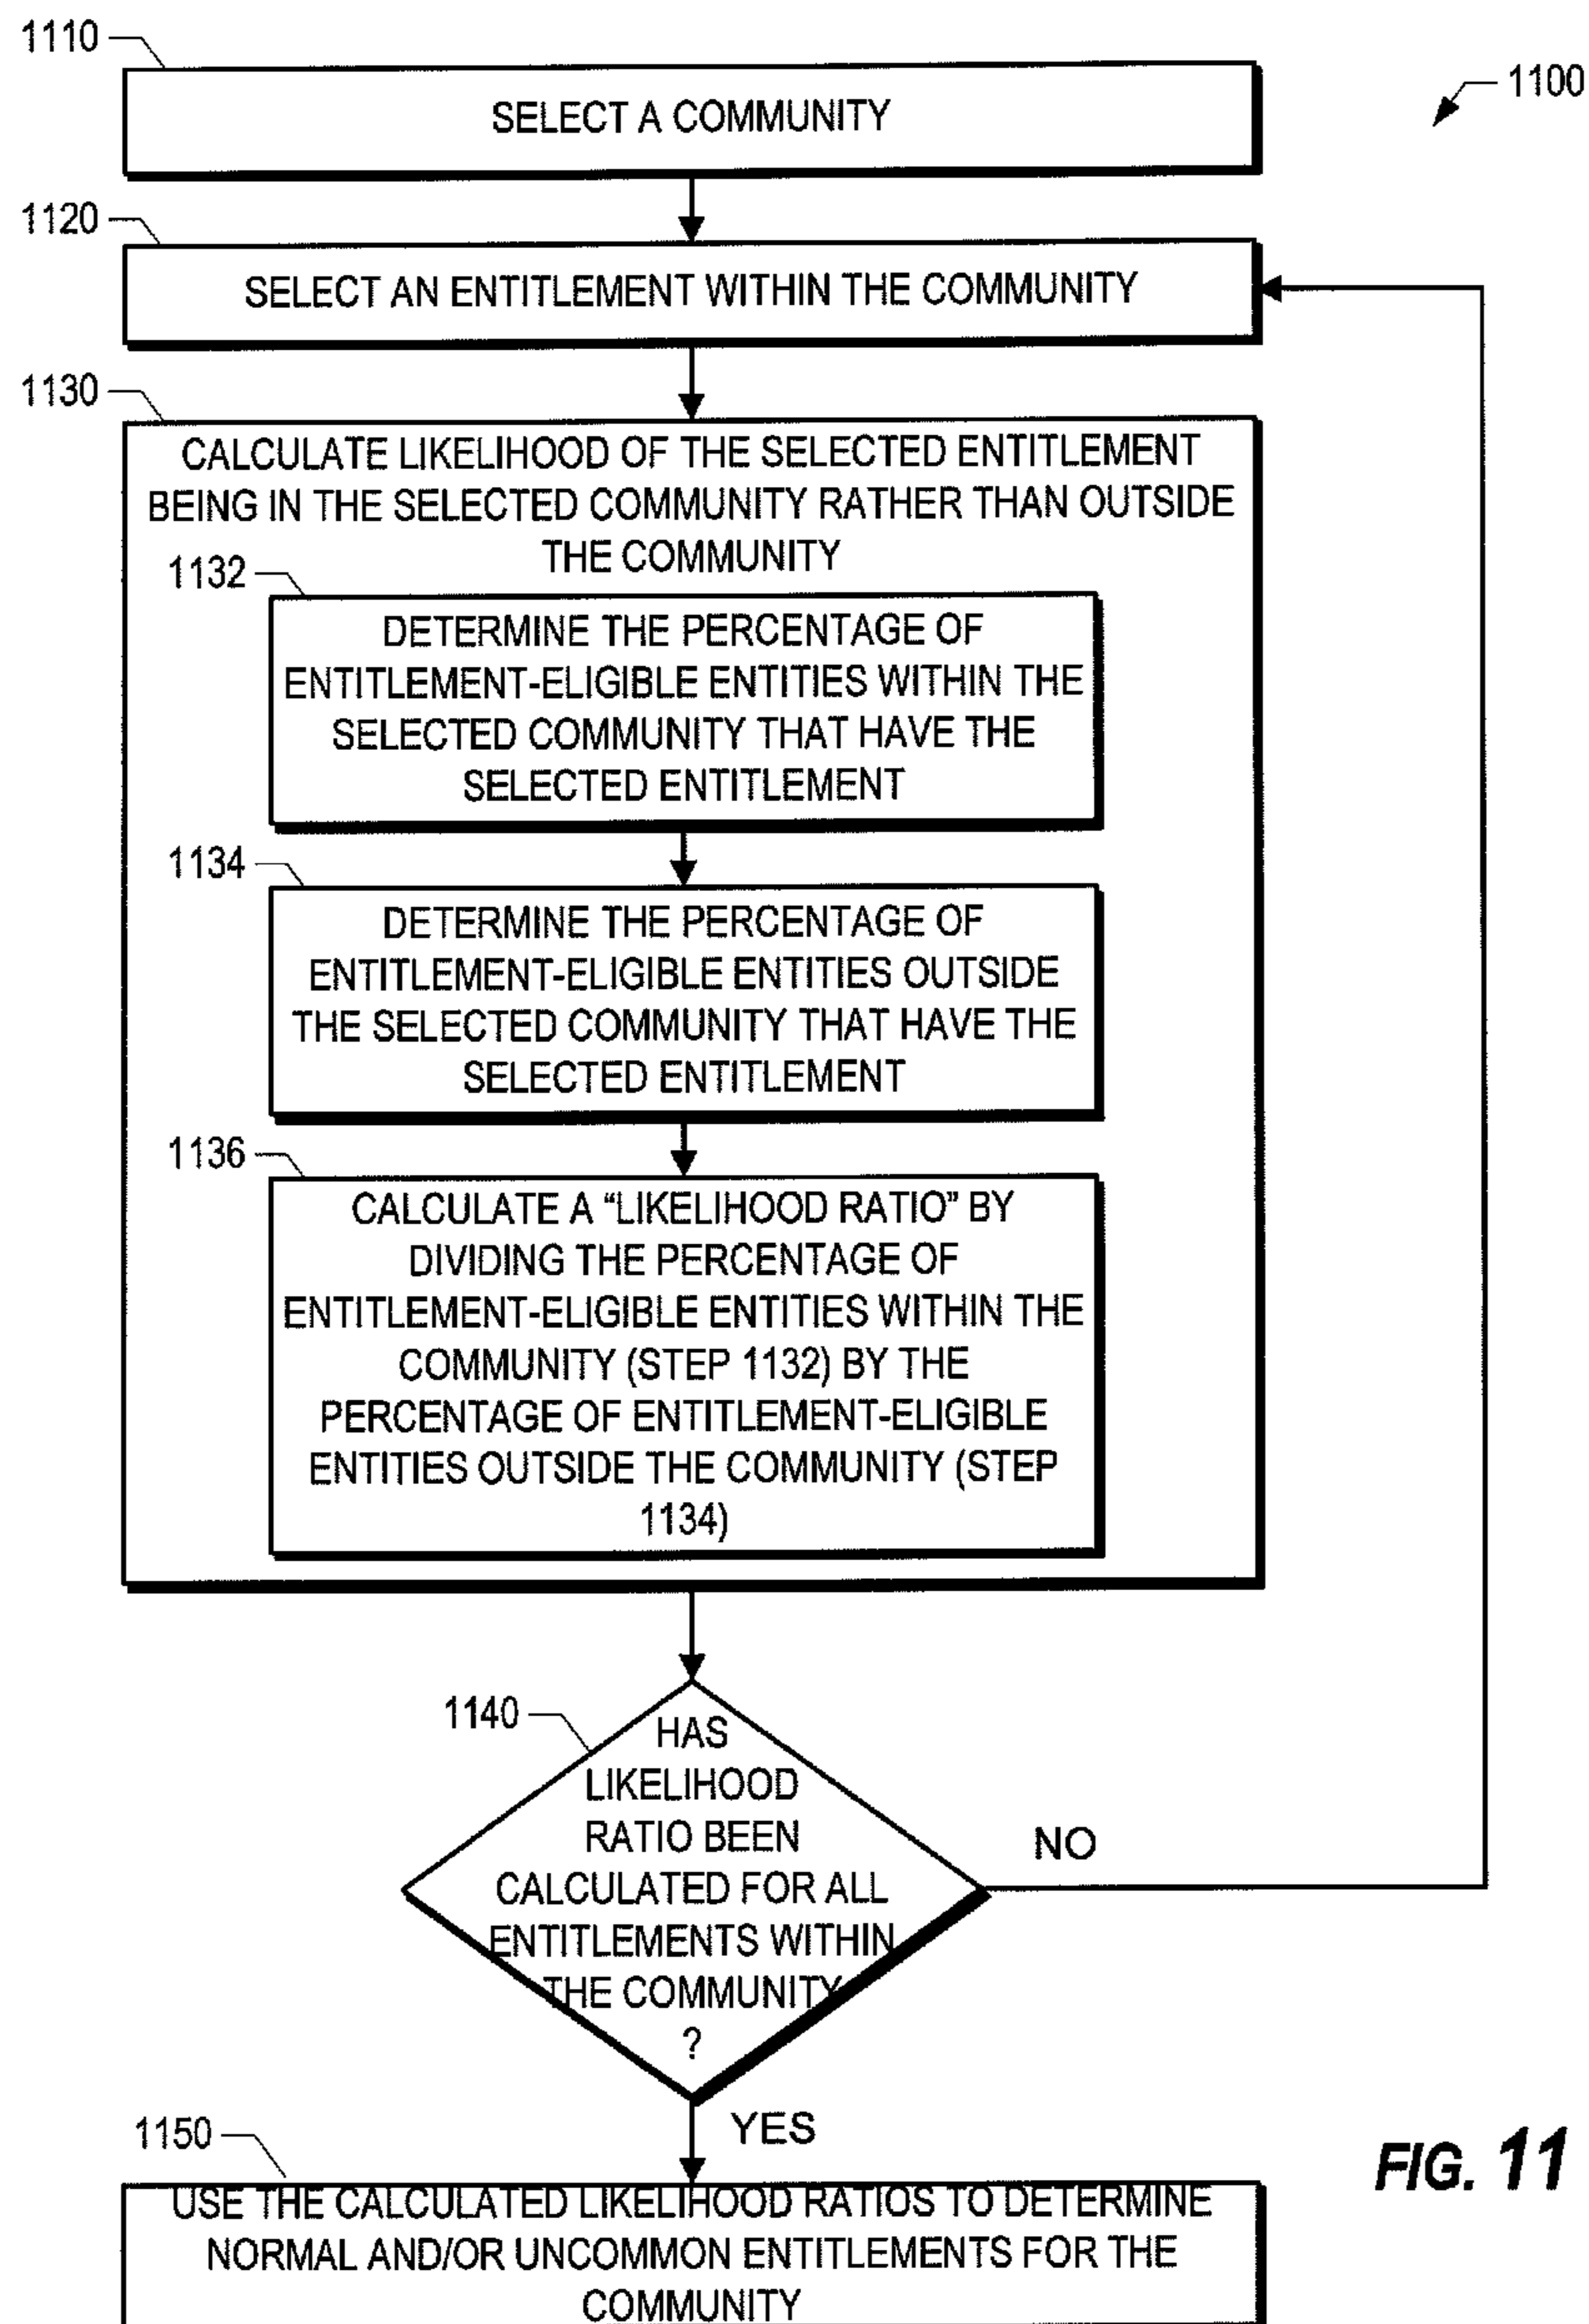 1110
SELECT A COMMUNITY
1100
1120
SELECT AN ENTITLEMENT WITHIN THE COMMUNITY
1130
CALCULATE LIKELIHOOD OF THE SELECTED ENTITLEMENT
BEING IN THE SELECTED COMMUNITY RATHER THAN OUTSIDE
THE COMMUNITY
1132
DETERMINE THE PERCENTAGE OF
ENTITLEMENT-ELIGIBLE ENTITIES WITHIN THE
SELECTED COMMUNITY THAT HAVE THE
SELECTED ENTITLEMENT
1134
DETERMINE THE PERCENTAGE OF
ENTITLEMENT-ELIGIBLE ENTITIES OUTSIDE
THE SELECTED COMMUNITY THAT HAVE THE
SELECTED ENTITLEMENT
1136
CALCULATE A “LIKELIHOOD RATIO” BY
DIVIDING THE PERCENTAGE OF
ENTITLEMENT-ELIGIBLE ENTITIES WITHIN THE
COMMUNITY (STEP 1132) BY THE
PERCENTAGE OF ENTITLEMENT-ELIGIBLE
ENTITIES OUTSIDE THE COMMUNITY (STEP
1134)
1140
HAS
LIKELIHOOD
RATIO BEEN
CALCULATED FOR ALL
ENTITLEMENTS WITHIN
THE COMMUNITY
?
NO
YES
1150
USE THE CALCULATED LIKELIHOOD RATIOS TO DETERMINE
NORMAL AND/OR UNCOMMON ENTITLEMENTS FOR THE
COMMUNITY
FIG. 11